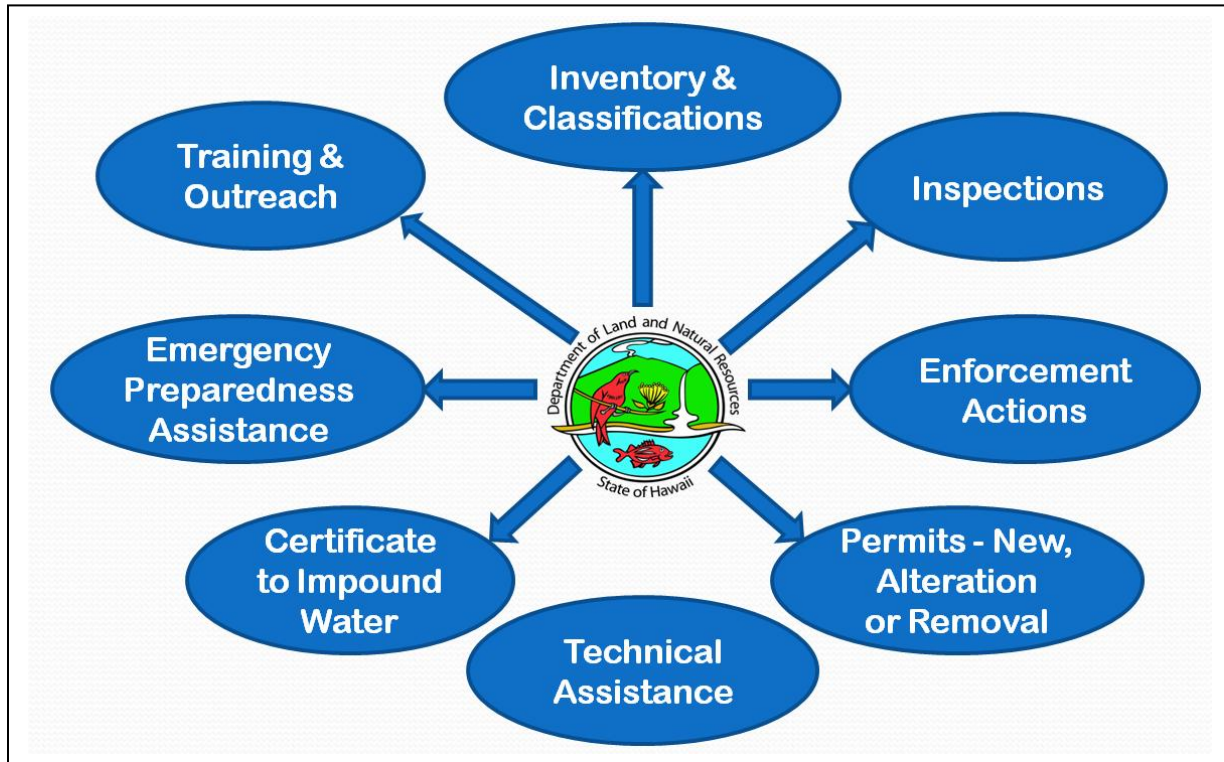 Inventory &
Classifications
Training &
Outreach
Inspections
Emergency
Preparedness
Assistance
Department of Land and Natural Resources
State of Hawaii
Enforcement
Actions
Certificate
to Impound
Water
Permits - New,
Alteration
or Removal
Technical
Assistance